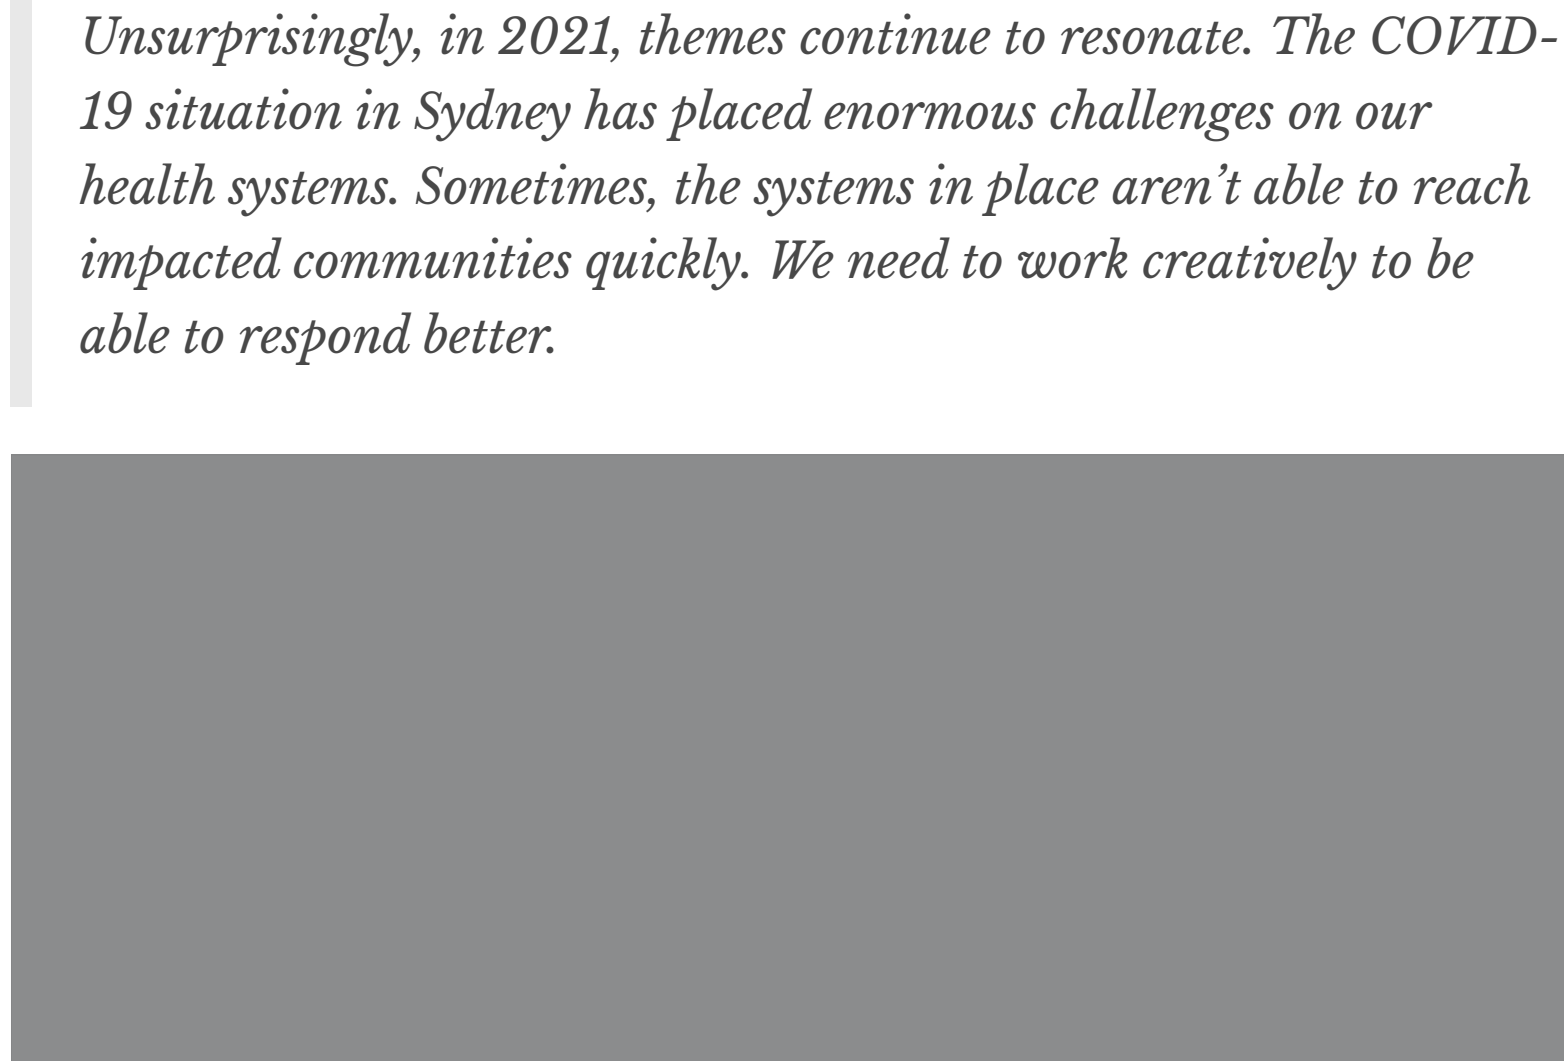 Unsurprisingly, in 2021, themes continue to resonate. The COVID-
19 situation in Sydney has placed enormous challenges on our
health systems. Sometimes, the systems in place aren’t able to reach
impacted communities quickly. We need to work creatively to be
able to respond better.